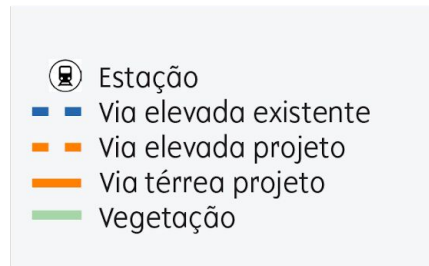 Estação
Via elevada existente
Via elevada projeto
Via térrea projeto
Vegetação